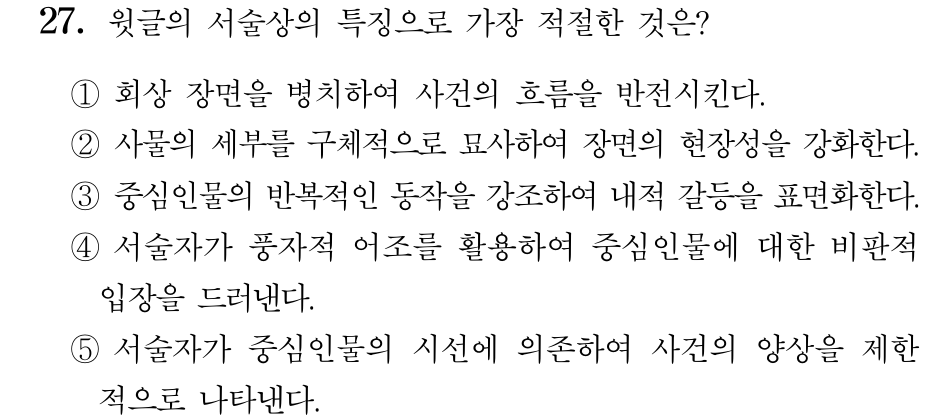 27. 윗글의 서술상의 특징으로 가장 적절한 것은?
① 회상 장면을 병치하여 사건의 흐름을 반전시킨다.
② 사물의 세부를 구체적으로 묘사하여 장면의 현장성을 강화한다.
③ 중심인물의 반복적인 동작을 강조하여 내적 갈등을 표면화한다.
④ 서술자가 풍자적 어조를 활용하여 중심인물에 대한 비판적
입장을 드러낸다.
⑤ 서술자가 중심인물의 시선에 의존하여 사건의 양상을 제한
적으로 나타낸다.